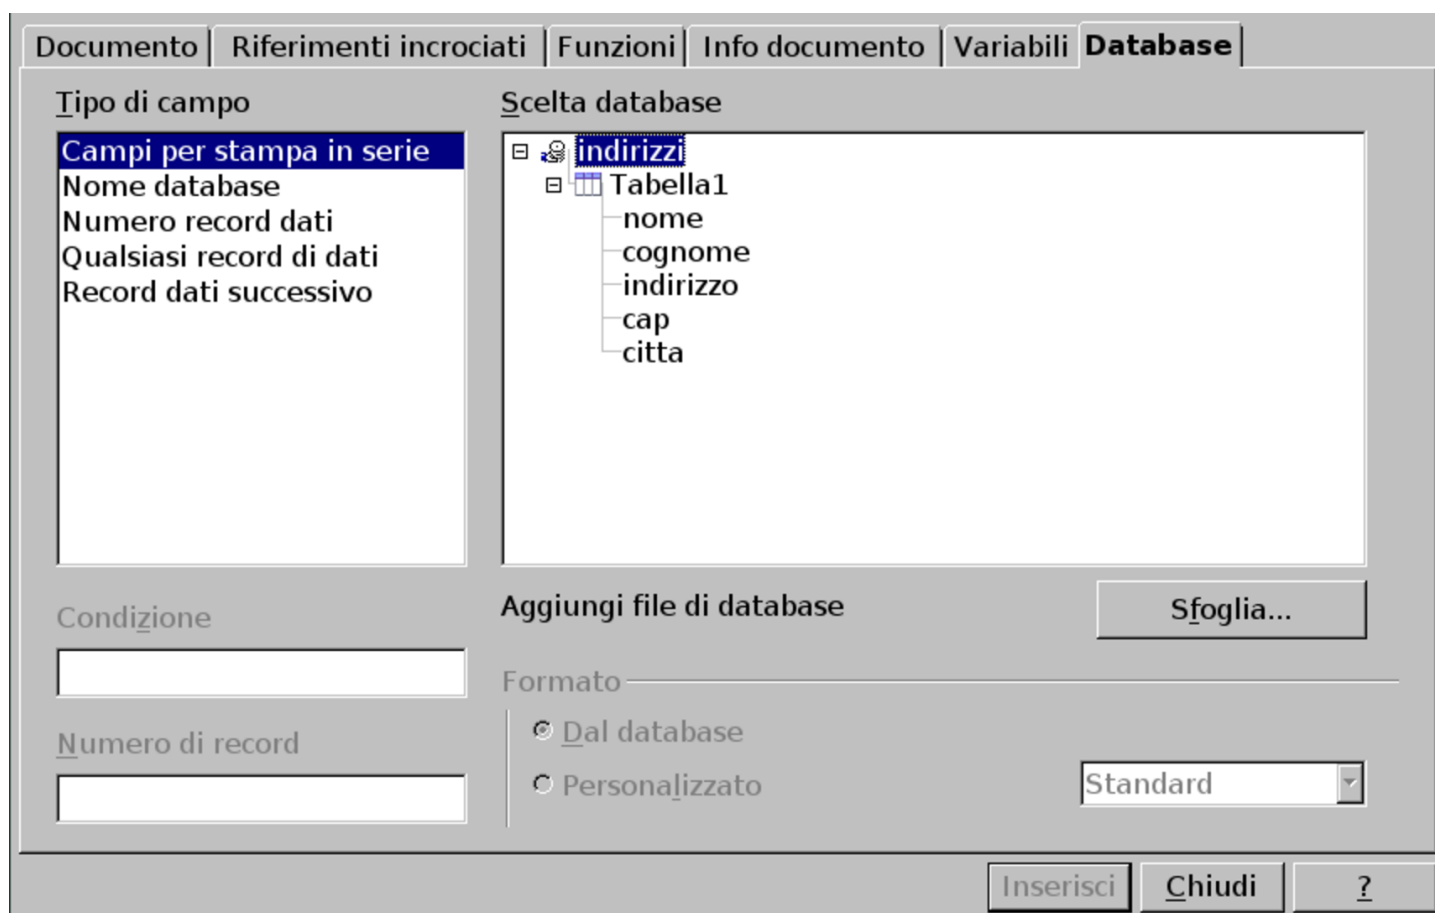 Documento Riferimenti incrociati Funzioni Info documento Variabili Database
Tipo di campo
Campi per stampa in serie
Nome database
Numero record dati
Qualsiasi record di dati
Record dati successivo
Scelta database
indirizzi
Tabella1
nome
cognome
indirizzo
cap
citta
Condizione
Numero di record
Aggiungi file di database
Sfoglia...
Formato
Dal database
Personalizzato
Standard
Inserisci Chiudi ?